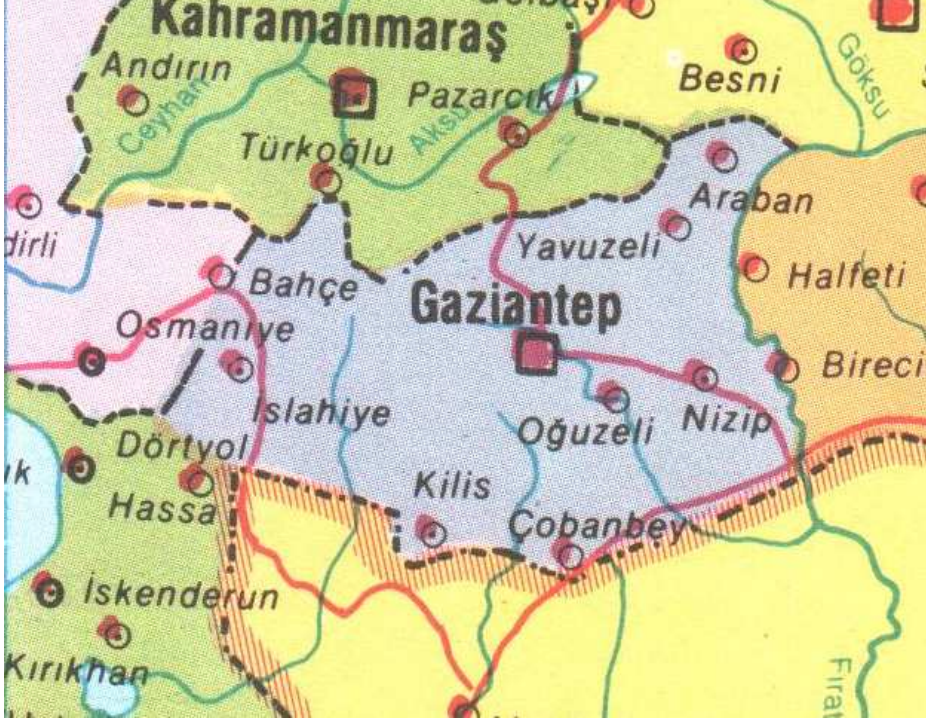 Kahramanmaraş
Andırın
Pazarcık
Besni
Göksu
Ceyhan
Aksu
Türkoğlu
Araban
Yavuzeli
dirli
Bahçe
Halfeti
Gaziantep
Osmaniye
Bireci
İslahiye
Nizip
Oğuzeli
Dörtyol
Kilis
Hassa
Çobanbey
İskenderun
Kırıkhan
Fırat